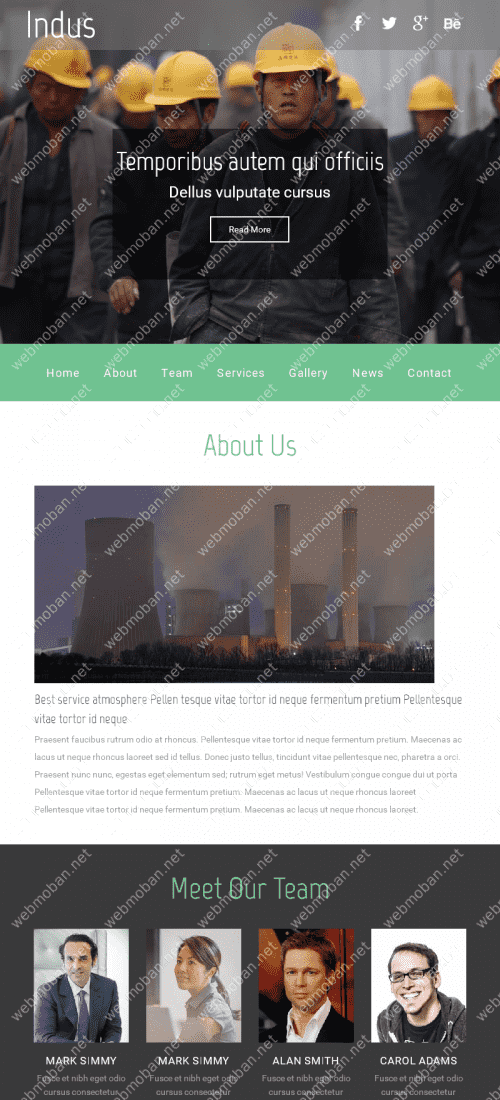 Indus
Temporibus autem qui officiis
Dellus vulputate cursus
Read More
Home About Team Services Gallery News Contact
About Us
Best service atmosphere Pellen tesque vitae tortor id neque fermentum pretium Pellentesque
vitae tortor id neque
Praesent faucibus rutrum odio at rhoncus. Pellentesque vitae tortor id neque fermentum pretium. Maecenas ac
lacus ut neque rhoncus laoreet sed id tellus. Donec justo tellus, tincidunt vitae pellentesque nec, pharetra a orci.
Praesent nunc nunc, egestas eget elementum sed; rutrum eget metus! Vestibulum congue congue dui ut porta
Pellentesque vitae tortor id neque fermentum pretium. Maecenas ac lacus ut neque rhoncus laoreet
Pellentesque vitae tortor id neque fermentum pretium. Maecenas ac lacus ut neque rhoncus laoreet.
Meet Our Team
MARK SIMMY MARK SIMMY ALAN SMITH CAROL ADAMS
Fusce et nibh eget odio Fusce et nibh eget odio Fusce et nibh eget odio Fusce et nibh eget odio
cursus consectetur cursus consectetur cursus consectetur cursus consectetur
webmoban.net